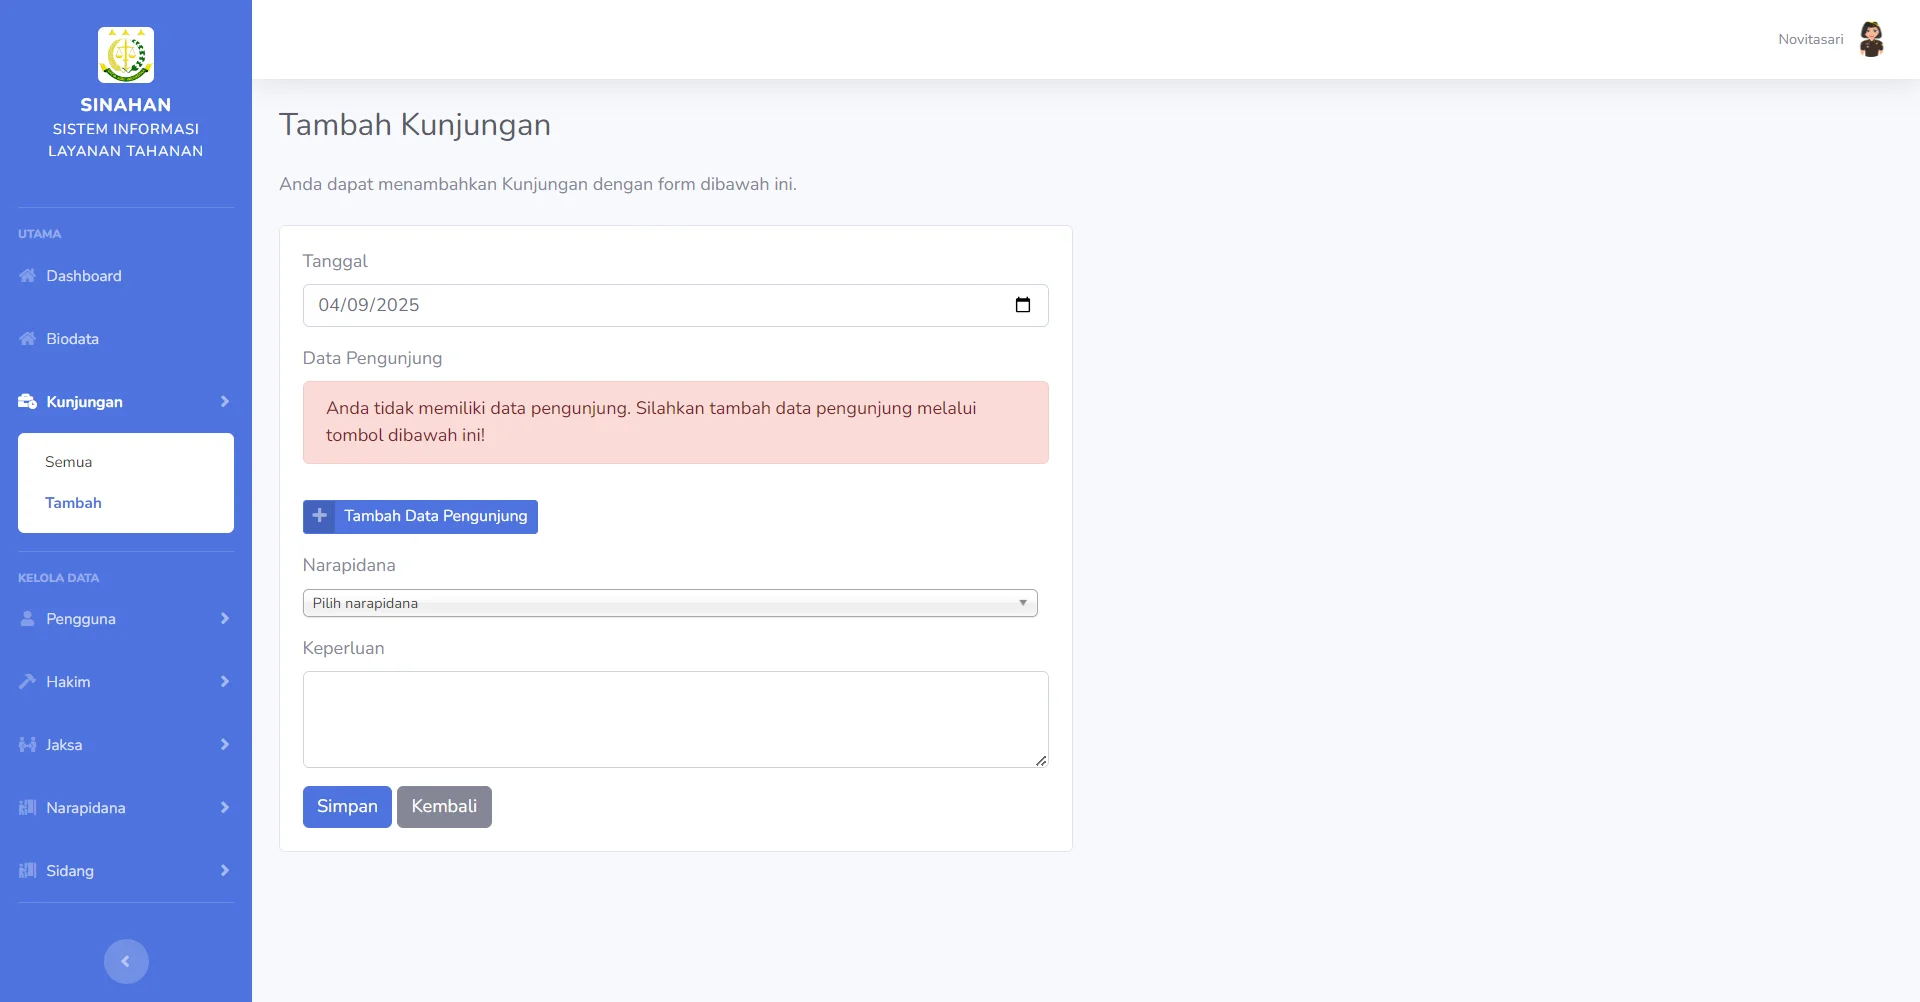 SINAHAN
SISTEM INFORMASI
LAYANAN TAHANAN
UTAMA
Dashboard
Biodata
Kunjungan
Semua
Tambah
KELOLA DATA
Pengguna
Hakim
Jaksa
Narapidana
Sidang
Novitasari
Tambah Kunjungan
Anda dapat menambahkan Kunjungan dengan form dibawah ini.
Tanggal
04/09/2025
Data Pengunjung
Anda tidak memiliki data pengunjung. Silahkan tambah data pengunjung melalui
tombol dibawah ini!
Tambah Data Pengunjung
Narapidana
Pilih narapidana
Keperluan
Simpan
Kembali